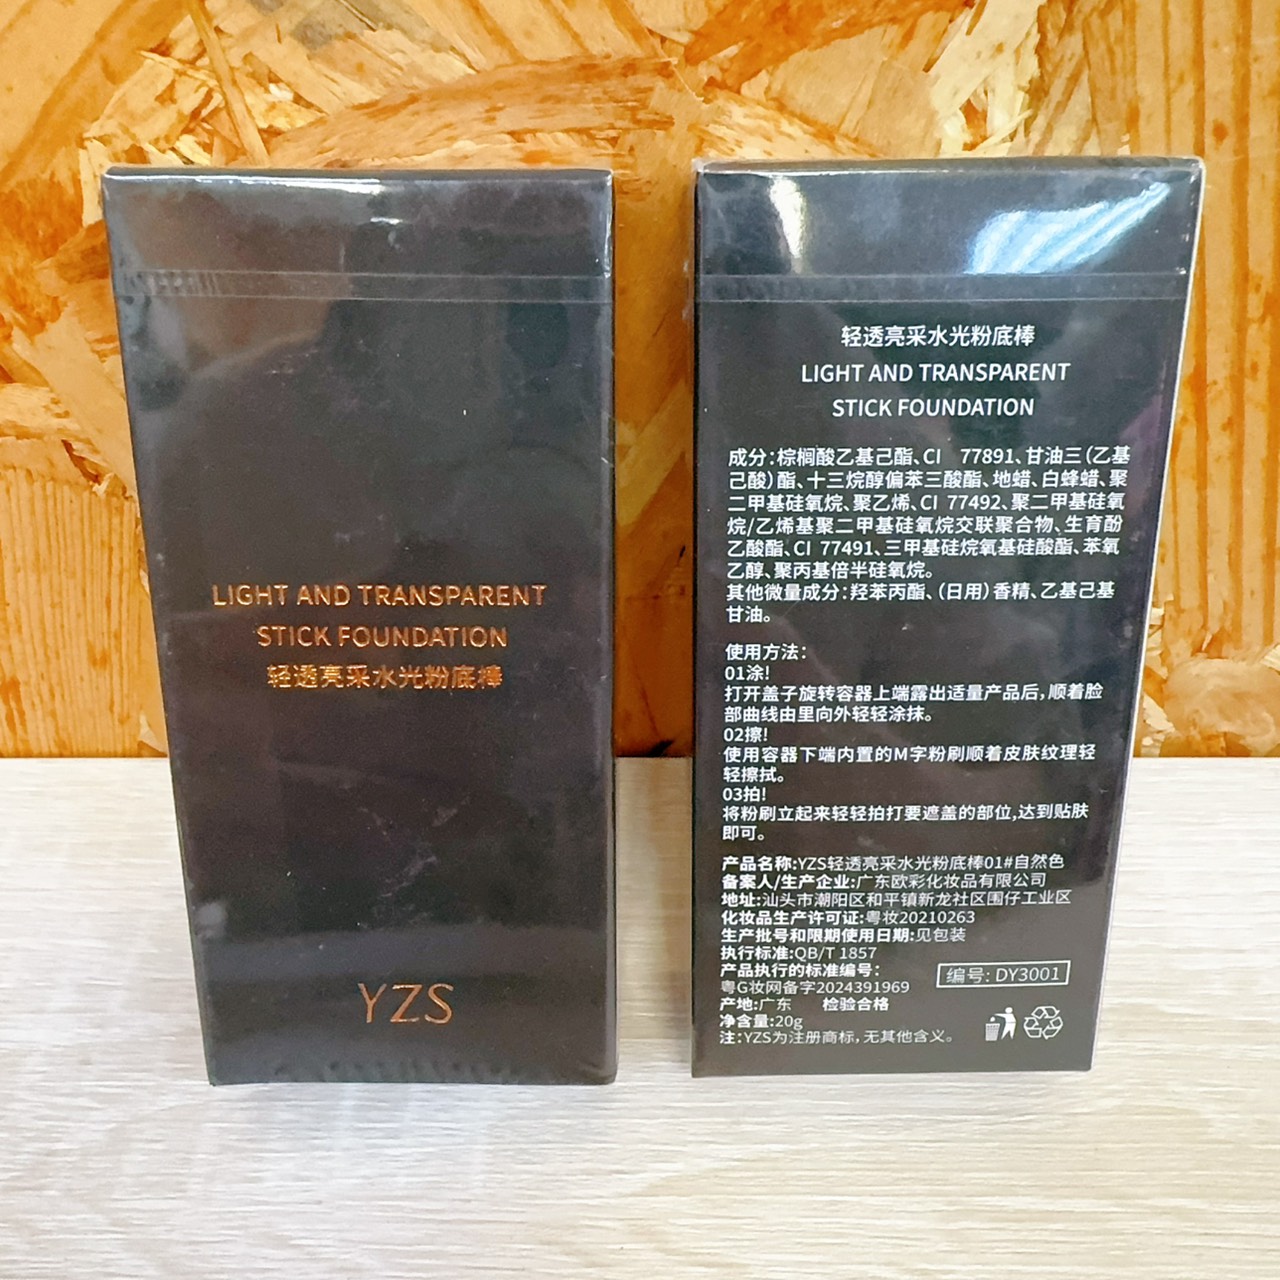 LIGHT AND TRANSPARENT
STICK FOUNDATION
轻透亮采水光粉底棒
YZS
轻透亮采水光粉底棒
LIGHT AND TRANSPARENT
STICK FOUNDATION
成分：棕榈酸乙基己酯、CI 77891、甘油三（乙基
己酸）酯、十三烷醇偏苯三酸酯、地蜡、白蜂蜡、聚
二甲基硅氧烷、聚乙烯、CI 77492、聚二甲基硅氧
烷/乙烯基聚二甲基硅氧烷交联聚合物、生育酚
乙酸酯、CI 77491、三甲基硅烷氧基硅酸酯、苯氧
乙醇、聚丙基倍半硅氧烷。
其他微量成分：羟苯丙酯、（日用）香精、乙基己基
甘油。
使用方法：
01涂!
打开盖子旋转容器上端露出适量产品后,顺着脸
部曲线由里向外轻轻涂抹。
02擦!
使用容器下端内置的M字粉刷顺着皮肤纹理轻
轻擦拭。
03拍!
将粉刷立起来轻轻拍打要遮盖的部位,达到贴肤
即可。
产品名称:YZS轻透亮采水光粉底棒01#自然色
备案人/生产企业:广东欧彩化妆品有限公司
地址:汕头市潮阳区和平镇新龙社区围仔工业区
化妆品生产许可证:粤妆20210263
生产批号和限期使用日期:见包装
执行标准:QB/T 1857
产品执行的标准编号：
粤G妆网备字2024391969
编号: DY3001
产地:广东 检验合格
净含量:20g
注：YZS为注册商标，无其他含义。